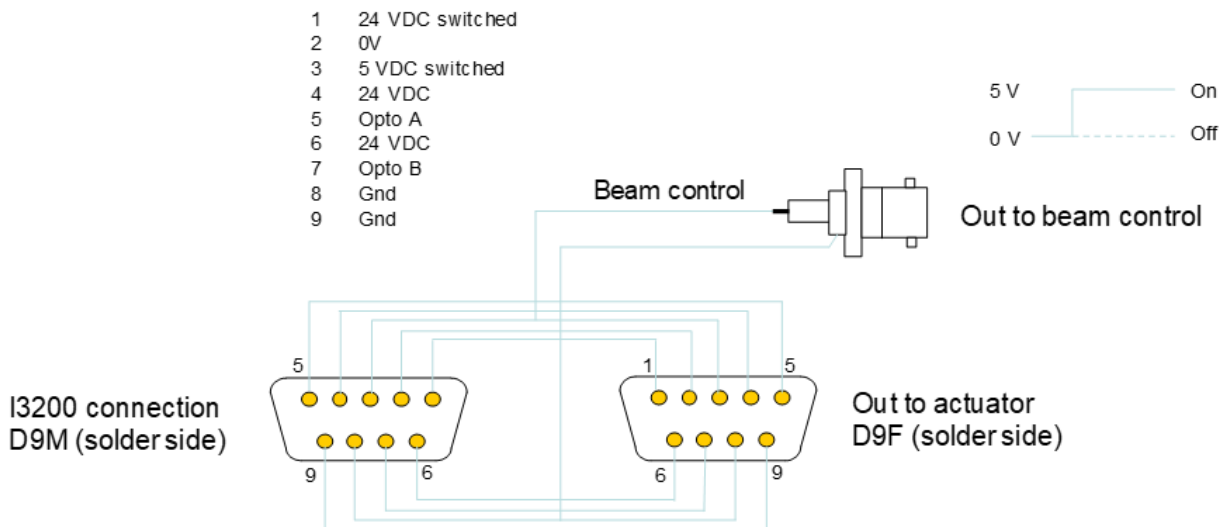 1 24 VDC switched
2 0V
3 5 VDC switched
4 24 VDC
5 Opto A
6 24 VDC
7 Opto B
8 Gnd
9 Gnd
5 V On
0 V Off
Beam control
Out to beam control
5
1 5
I3200 connection
D9M (solder side)
Out to actuator
D9F (solder side)
9 6
6 9